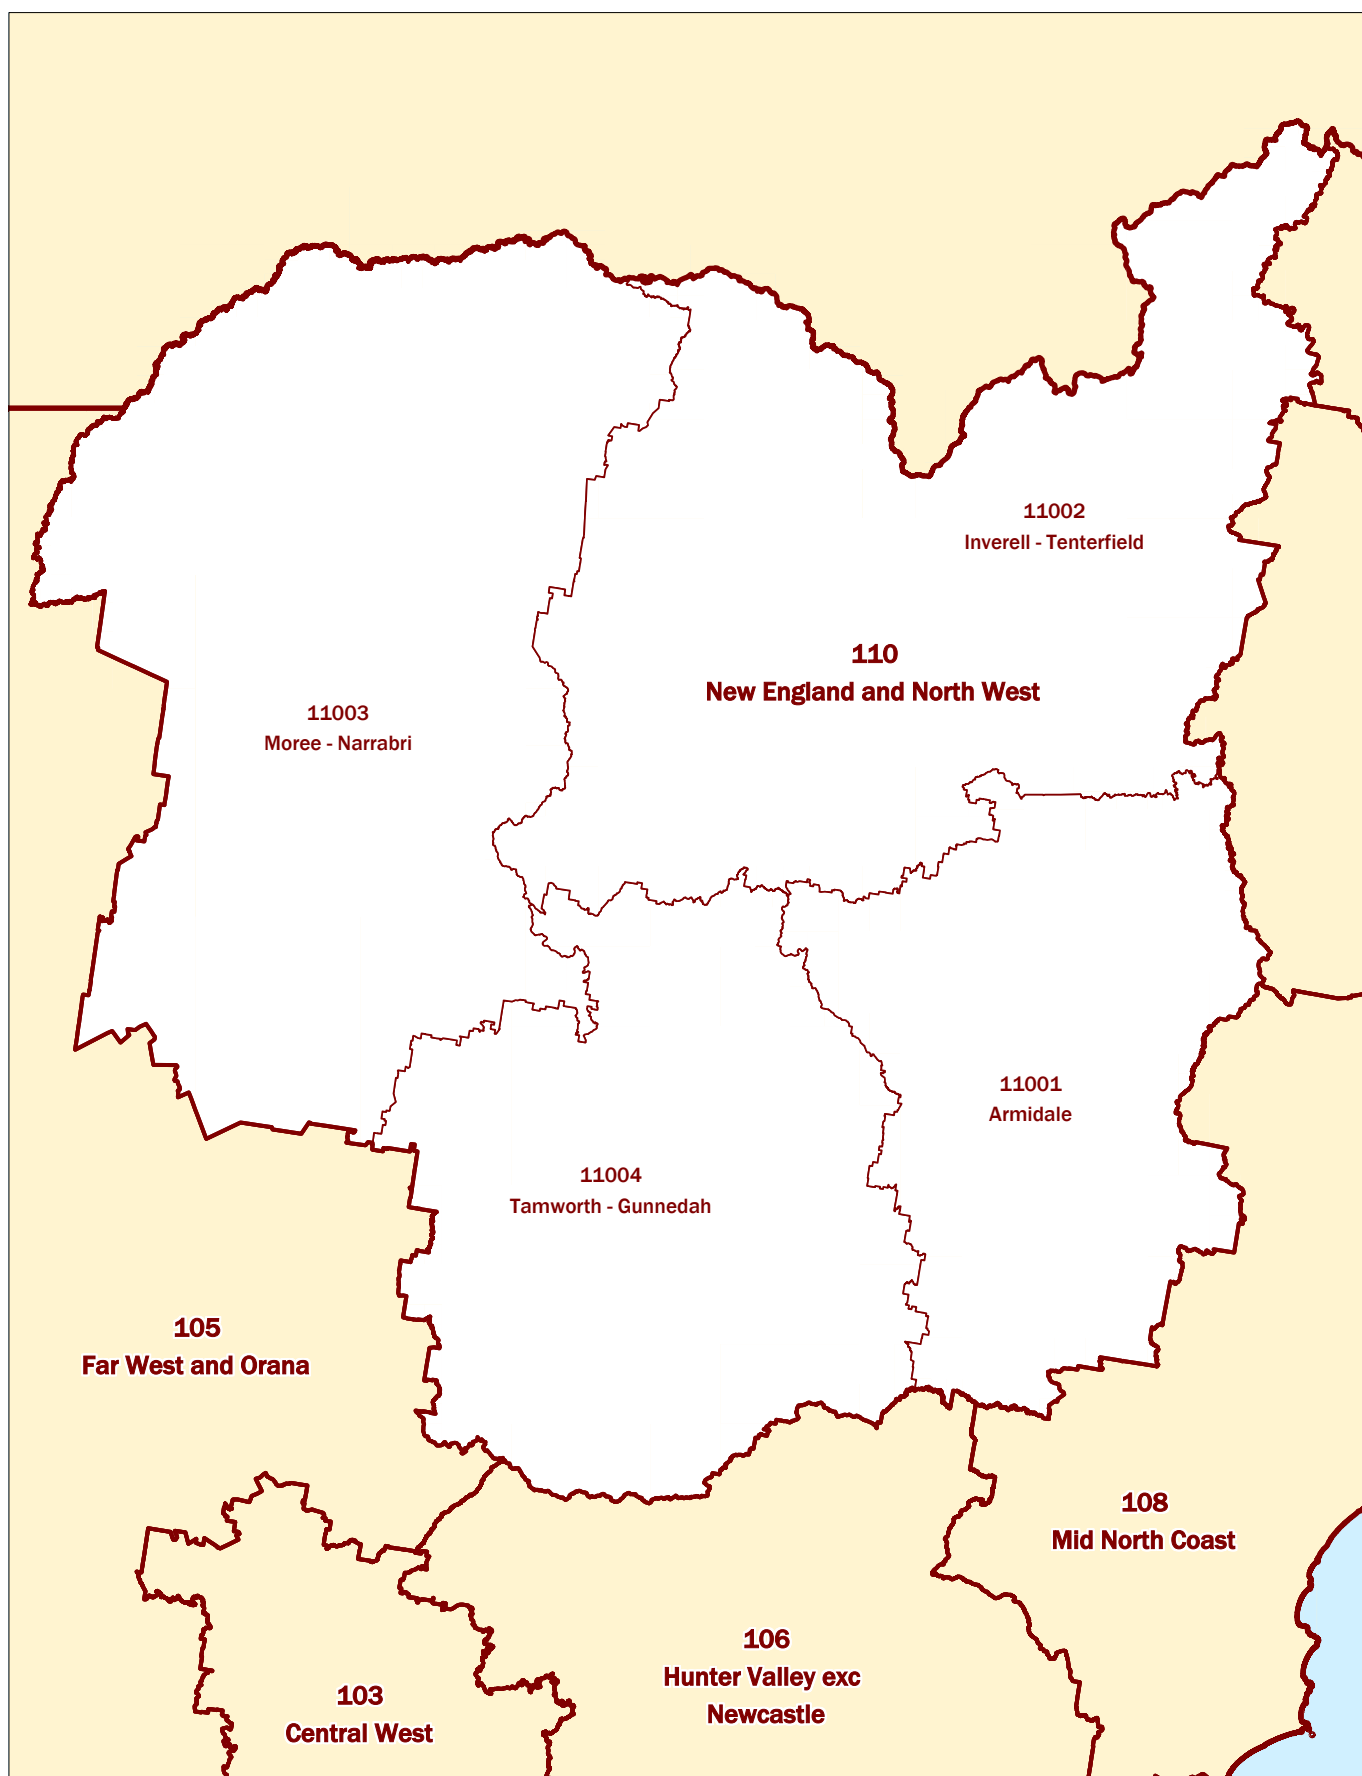 11002
Inverell - Tenterfield
110
New England and North West
11003
Moree - Narrabri
11001
Armidale
11004
Tamworth - Gunnedah
105
Far West and Orana
108
Mid North Coast
106
Hunter Valley exc
Newcastle
103
Central West